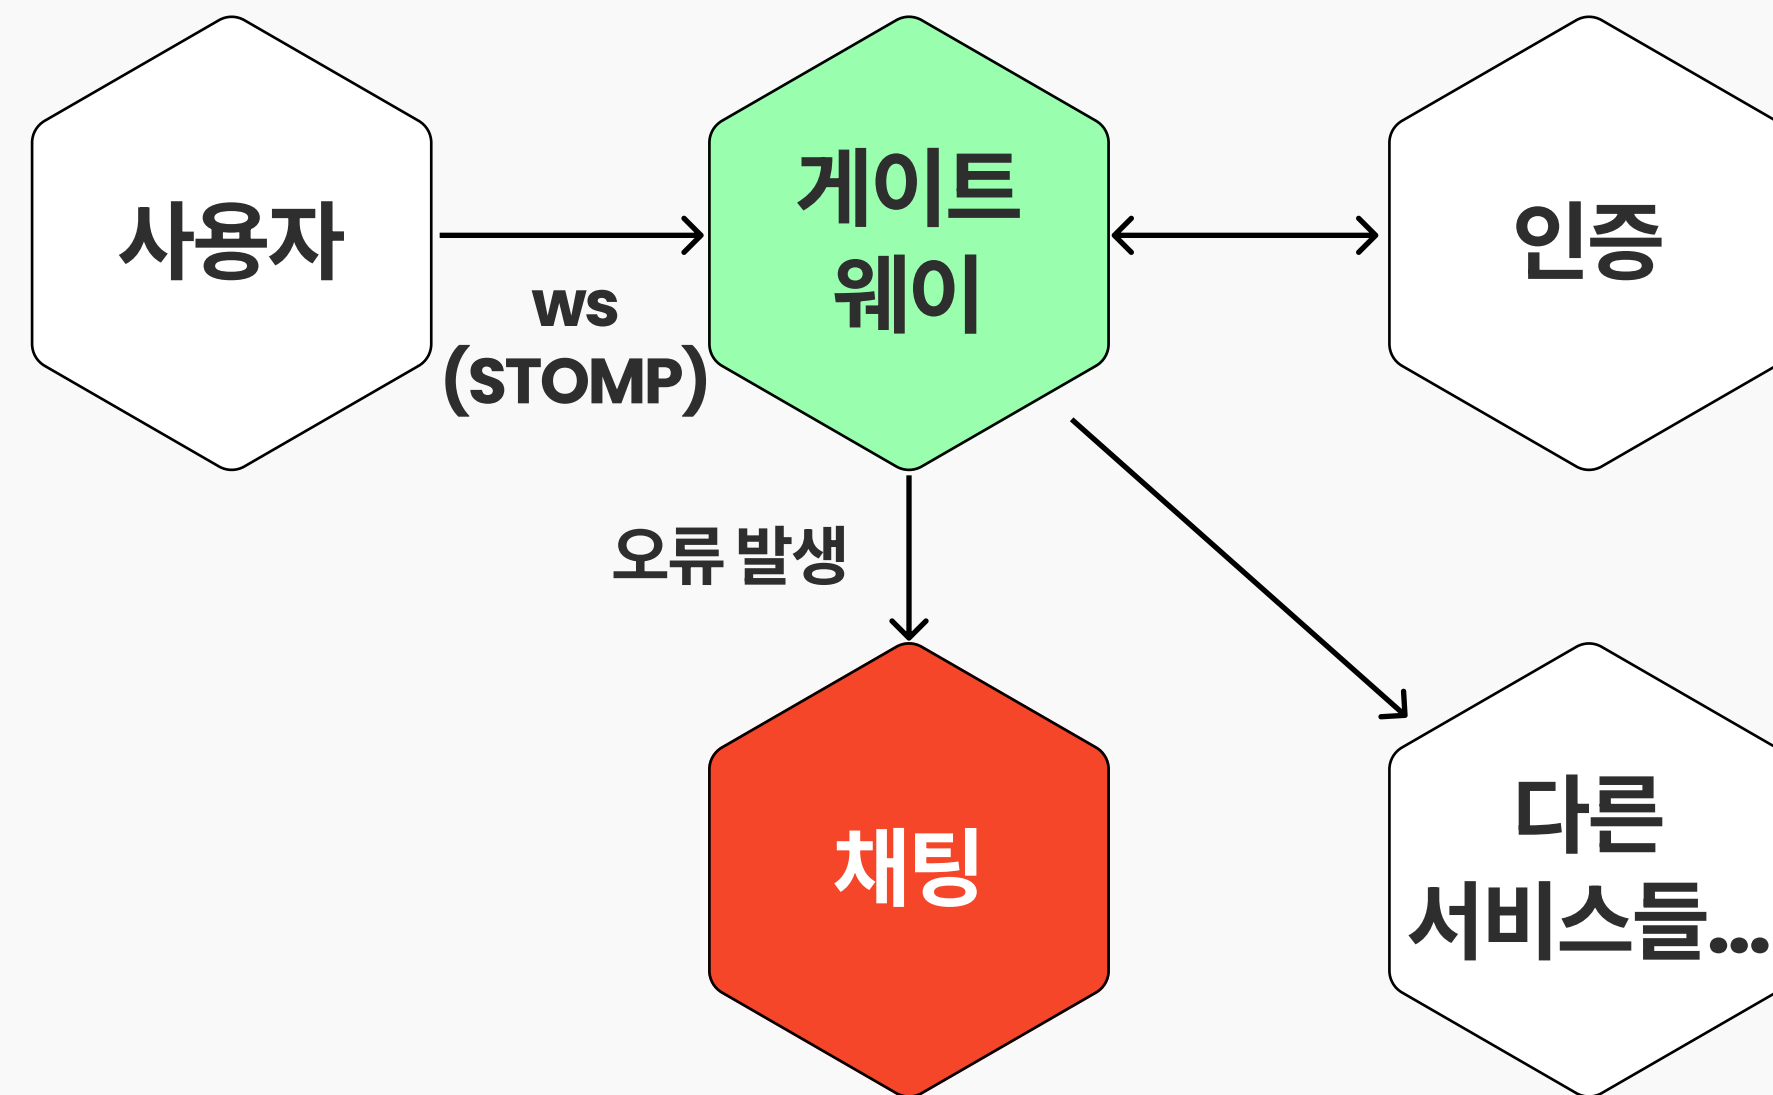 사용자
ws
(STOMP)
게이트
웨이
인증
오류 발생
채팅
다른
서비스들...